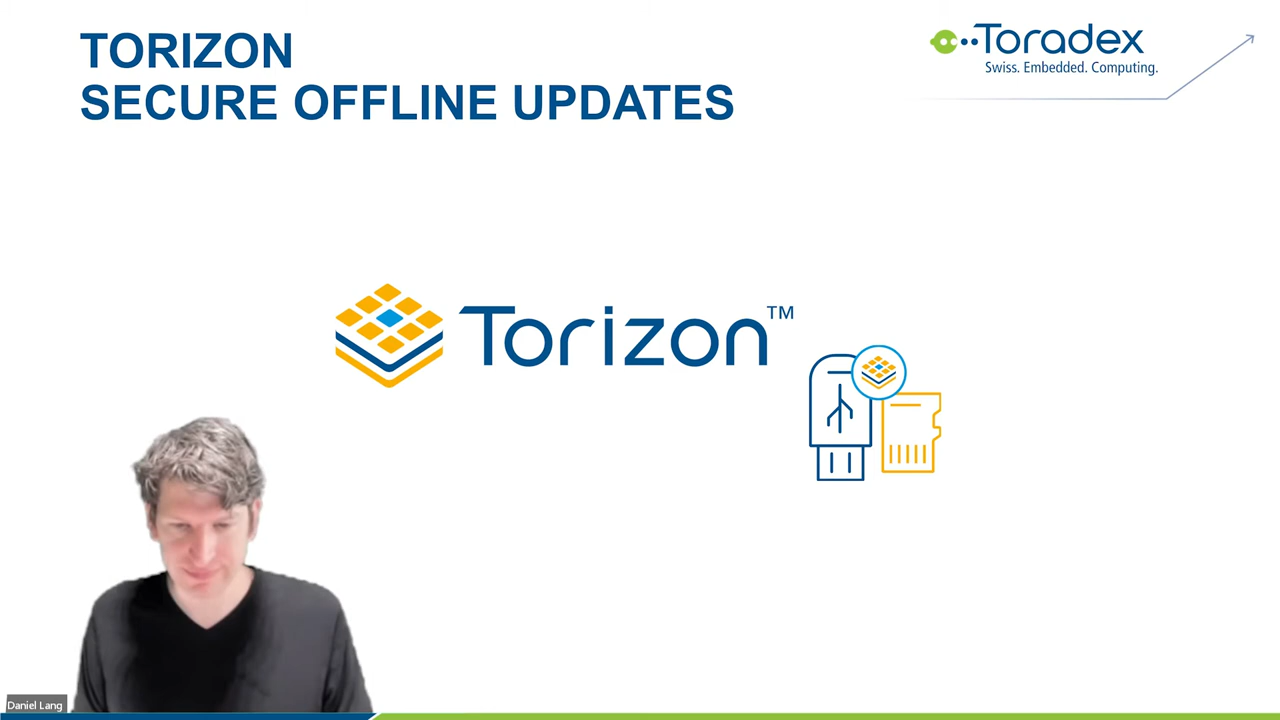 TORIZON
SECURE OFFLINE UPDATES
Toradex
Swiss. Embedded. Computing.
Torizon™
Daniel Lang